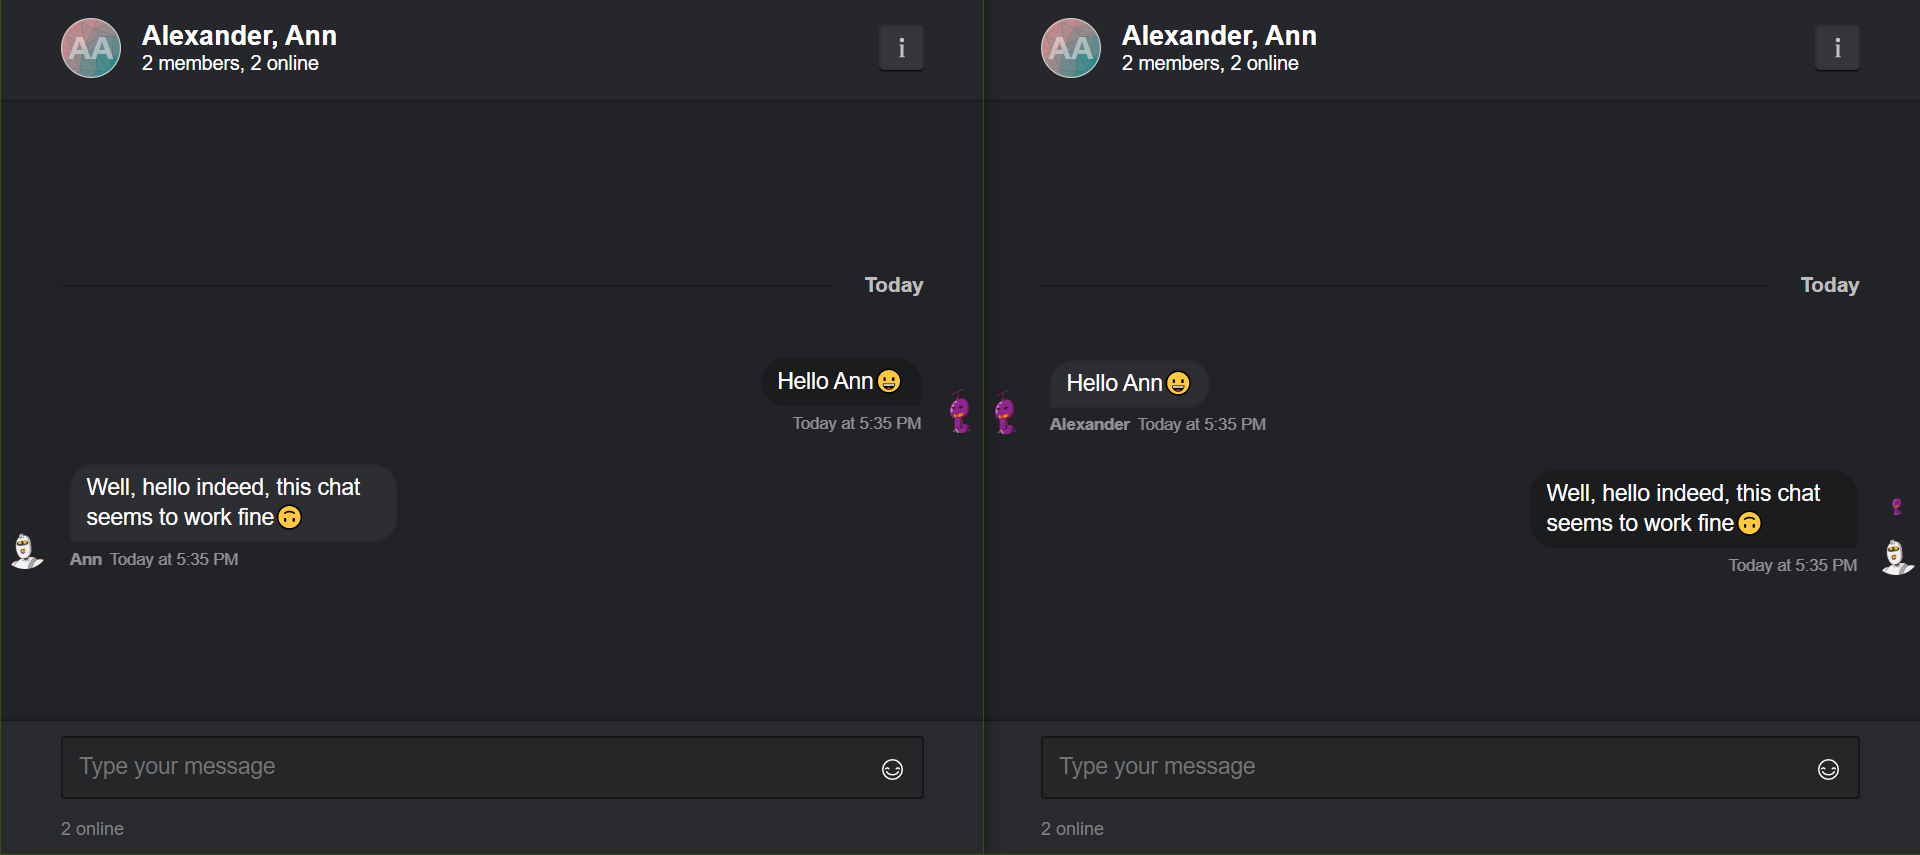 AA
Alexander, Ann
2 members, 2 online
i
Today
Hello Ann😀
Today at 5:35 PM
Well, hello indeed, this chat
seems to work fine🙃
Ann Today at 5:35 PM
Type your message
2 online
AA
Alexander, Ann
2 members, 2 online
i
Today
Hello Ann😀
Alexander Today at 5:35 PM
Well, hello indeed, this chat
seems to work fine🙃
Today at 5:35 PM
Type your message
2 online